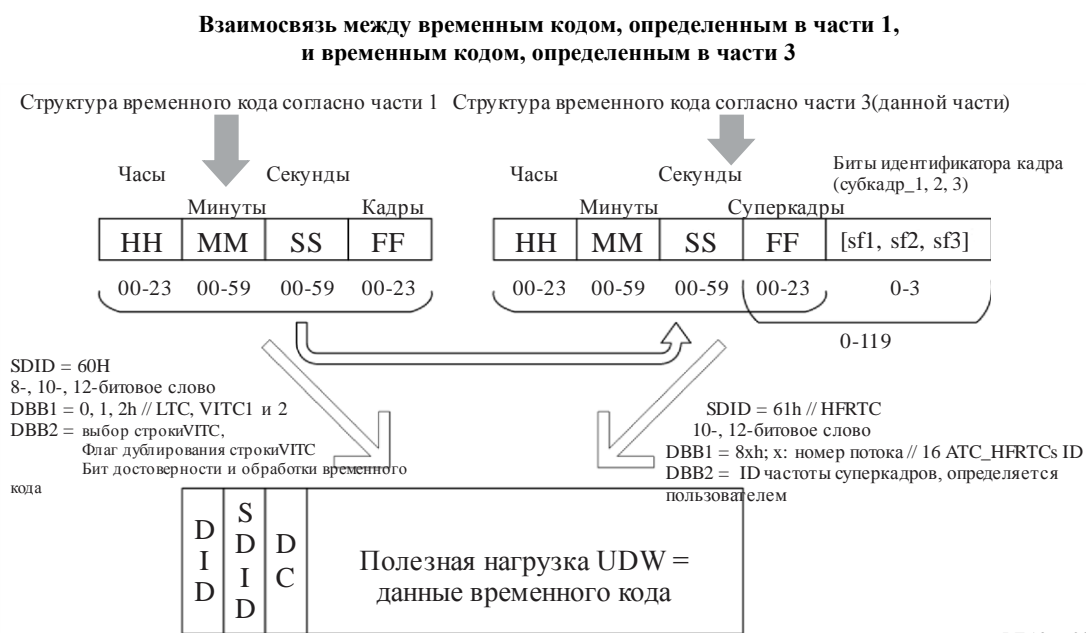 Взаимосвязь между временным кодом, определенным в части 1,
и временным кодом, определенным в части 3
Структура временного кода согласно части 1
Структура временного кода согласно части 3(данной части)
Часы
Минуты
Секунды
Кадры
HH
MM
SS
FF
00-23
00-59
00-59
00-23
Часы
Минуты
Секунды
Суперкадры
Биты идентификатора кадра
(субкадр_1, 2, 3)
HH
MM
SS
FF
[sf1, sf2, sf3]
00-23
00-59
00-59
00-23
0-3
0-119
SDID = 60H
8-, 10-, 12-битовое слово
DBB1 = 0, 1, 2h // LTC, VITC1 и 2
DBB2 = выбор строкиVITC,
Флаг дублирования строкиVITC
Бит достоверности и обработки временного
кода
SDID = 61h // HFRTC
10-, 12-битовое слово
DBB1 = 8xh; x: номер потока // 16 ATC_HFRTCs ID
DBB2 = ID частоты суперкадров, определяется
пользователем
DID
SDID
DC
Полезная нагрузка UDW =
данные временного кода